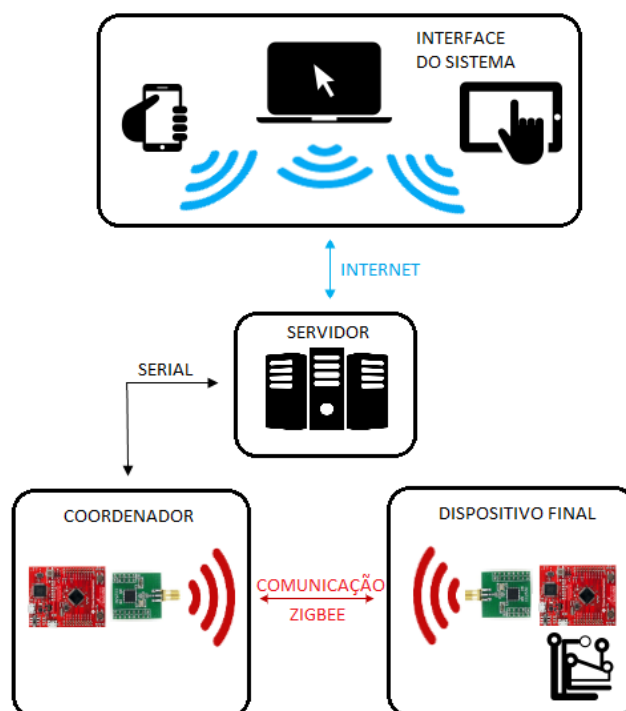 INTERFACE
DO SISTEMA
INTERNET
SERVIDOR
SERIAL
COORDENADOR
DISPOSITIVO FINAL
COMUNICAÇÃO
ZIGBEE